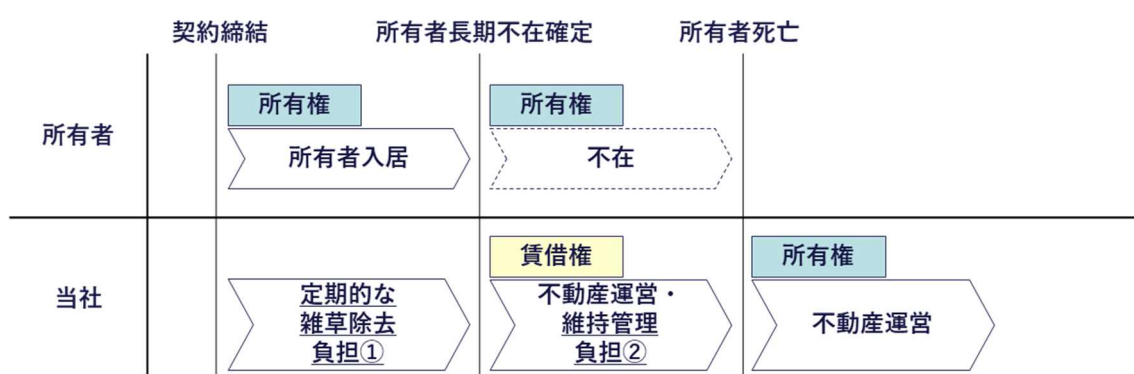 契約締結
所有者長期不在確定
所有者死亡
所有者
所有権
所有者入居
所有権
不在
当社
定期的な
雑草除去
負担①
賃借権
不動産運営・
維持管理
負担②
所有権
不動産運営